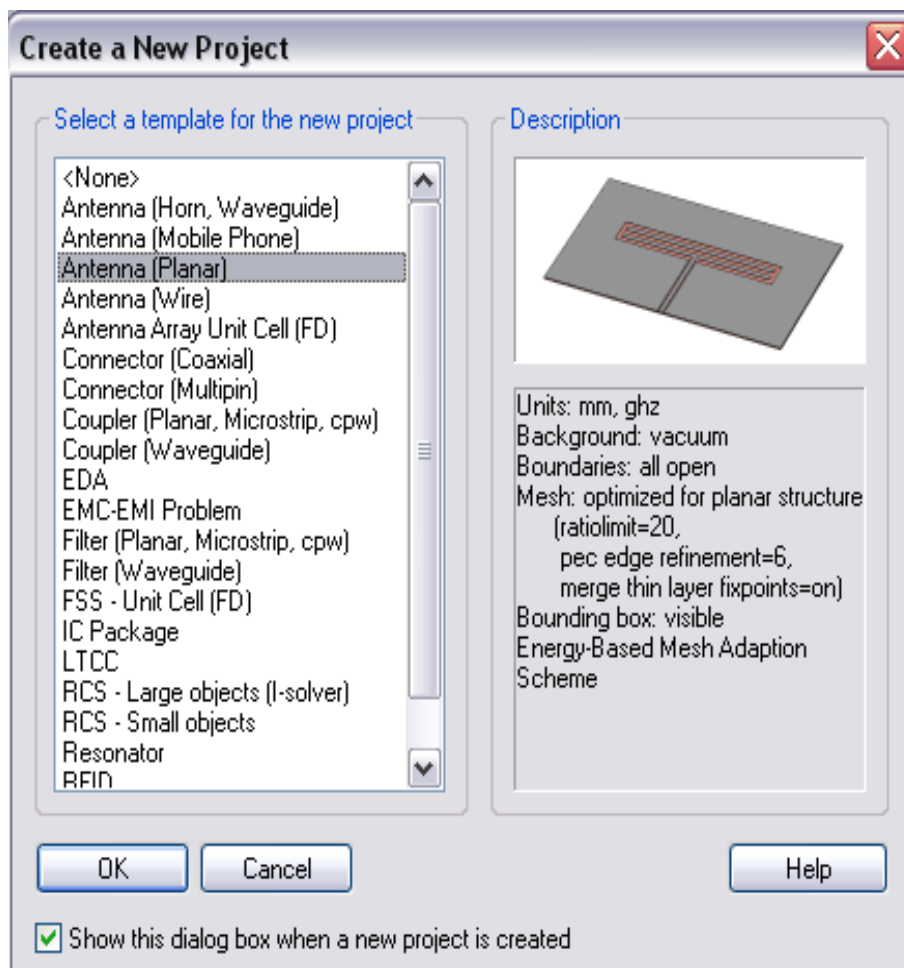 Create a New Project
Select a template for the new project
<None>
Antenna (Horn, Waveguide)
Antenna (Mobile Phone)
Antenna (Planar)
Antenna (Wire)
Antenna Array Unit Cell (FD)
Connector (Coaxial)
Connector (Multipin)
Coupler (Planar, Microstrip, cpw)
Coupler (Waveguide)
EDA
EMC-EMI Problem
Filter (Planar, Microstrip, cpw)
Filter (Waveguide)
FSS - Unit Cell (FD)
IC Package
LTCC
RCS - Large objects (I-solver)
RCS - Small objects
Resonator
RFID
Description
Units: mm, ghz
Background: vacuum
Boundaries: all open
Mesh: optimized for planar structure
(ratiolimit=20,
pec edge refinement=6,
merge thin layer fixpoints=on)
Bounding box: visible
Energy-Based Mesh Adaption
Scheme
OK
Cancel
Help
Show this dialog box when a new project is created